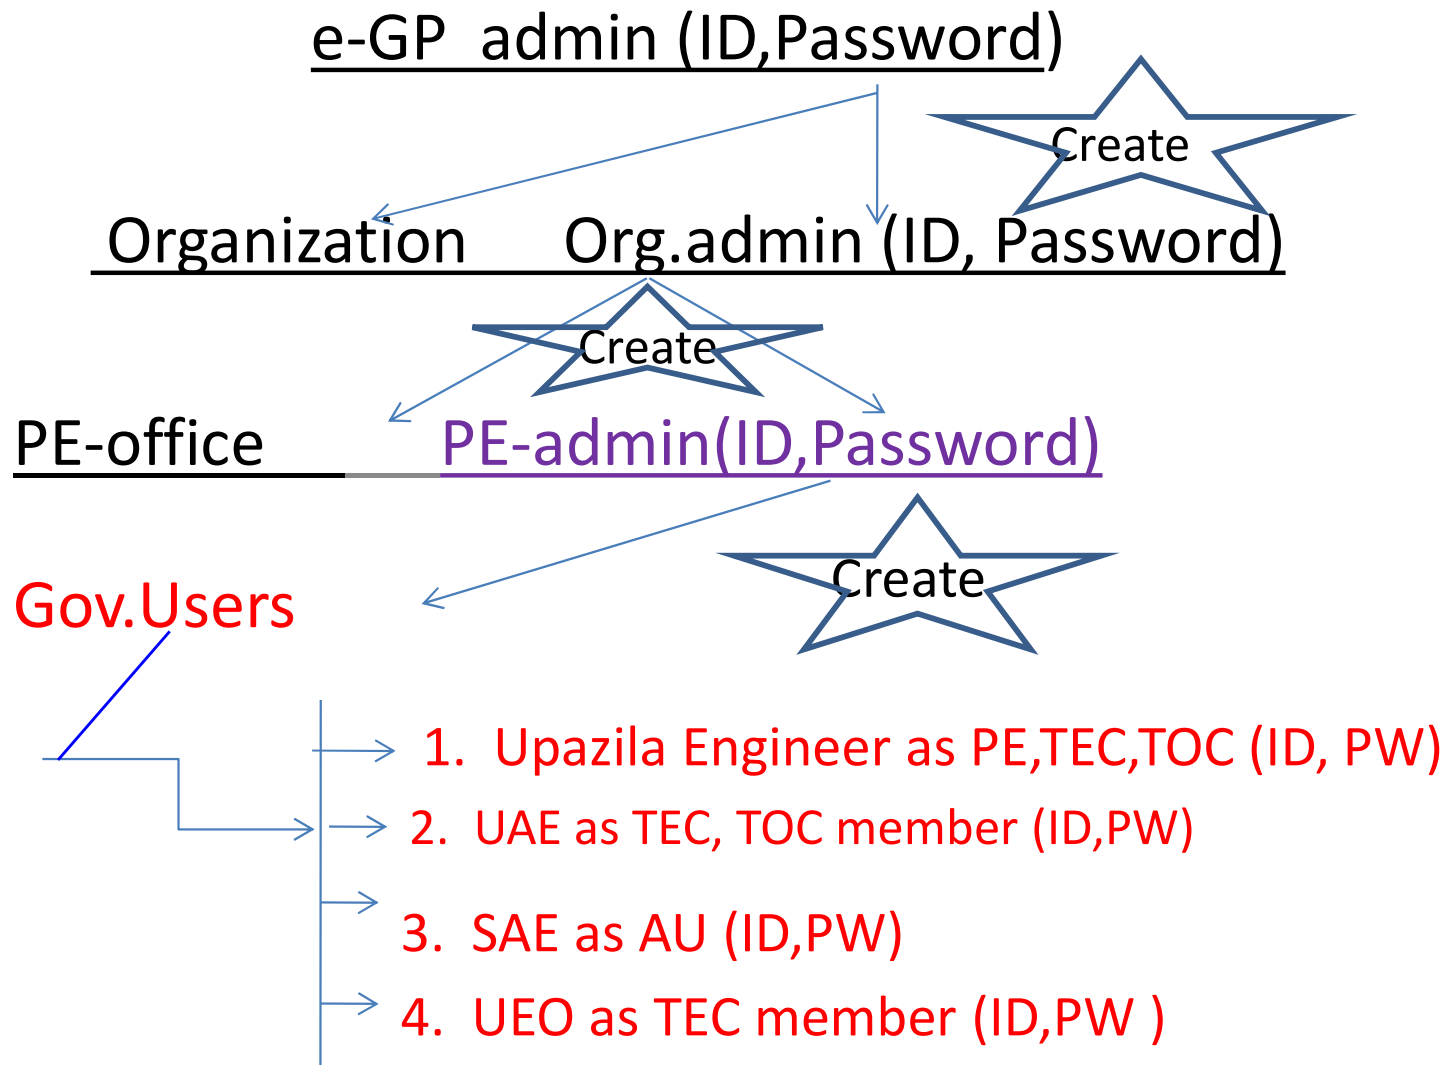 e-GP admin (ID,Password)
Create
Organization Org.admin (ID, Password)
Create
PE-office PE-admin(ID,Password)
Create
Gov.Users
1. Upazila Engineer as PE,TEC,TOC (ID, PW)
2. UAE as TEC, TOC member (ID,PW)
3. SAE as AU (ID,PW)
4. UEO as TEC member (ID,PW )